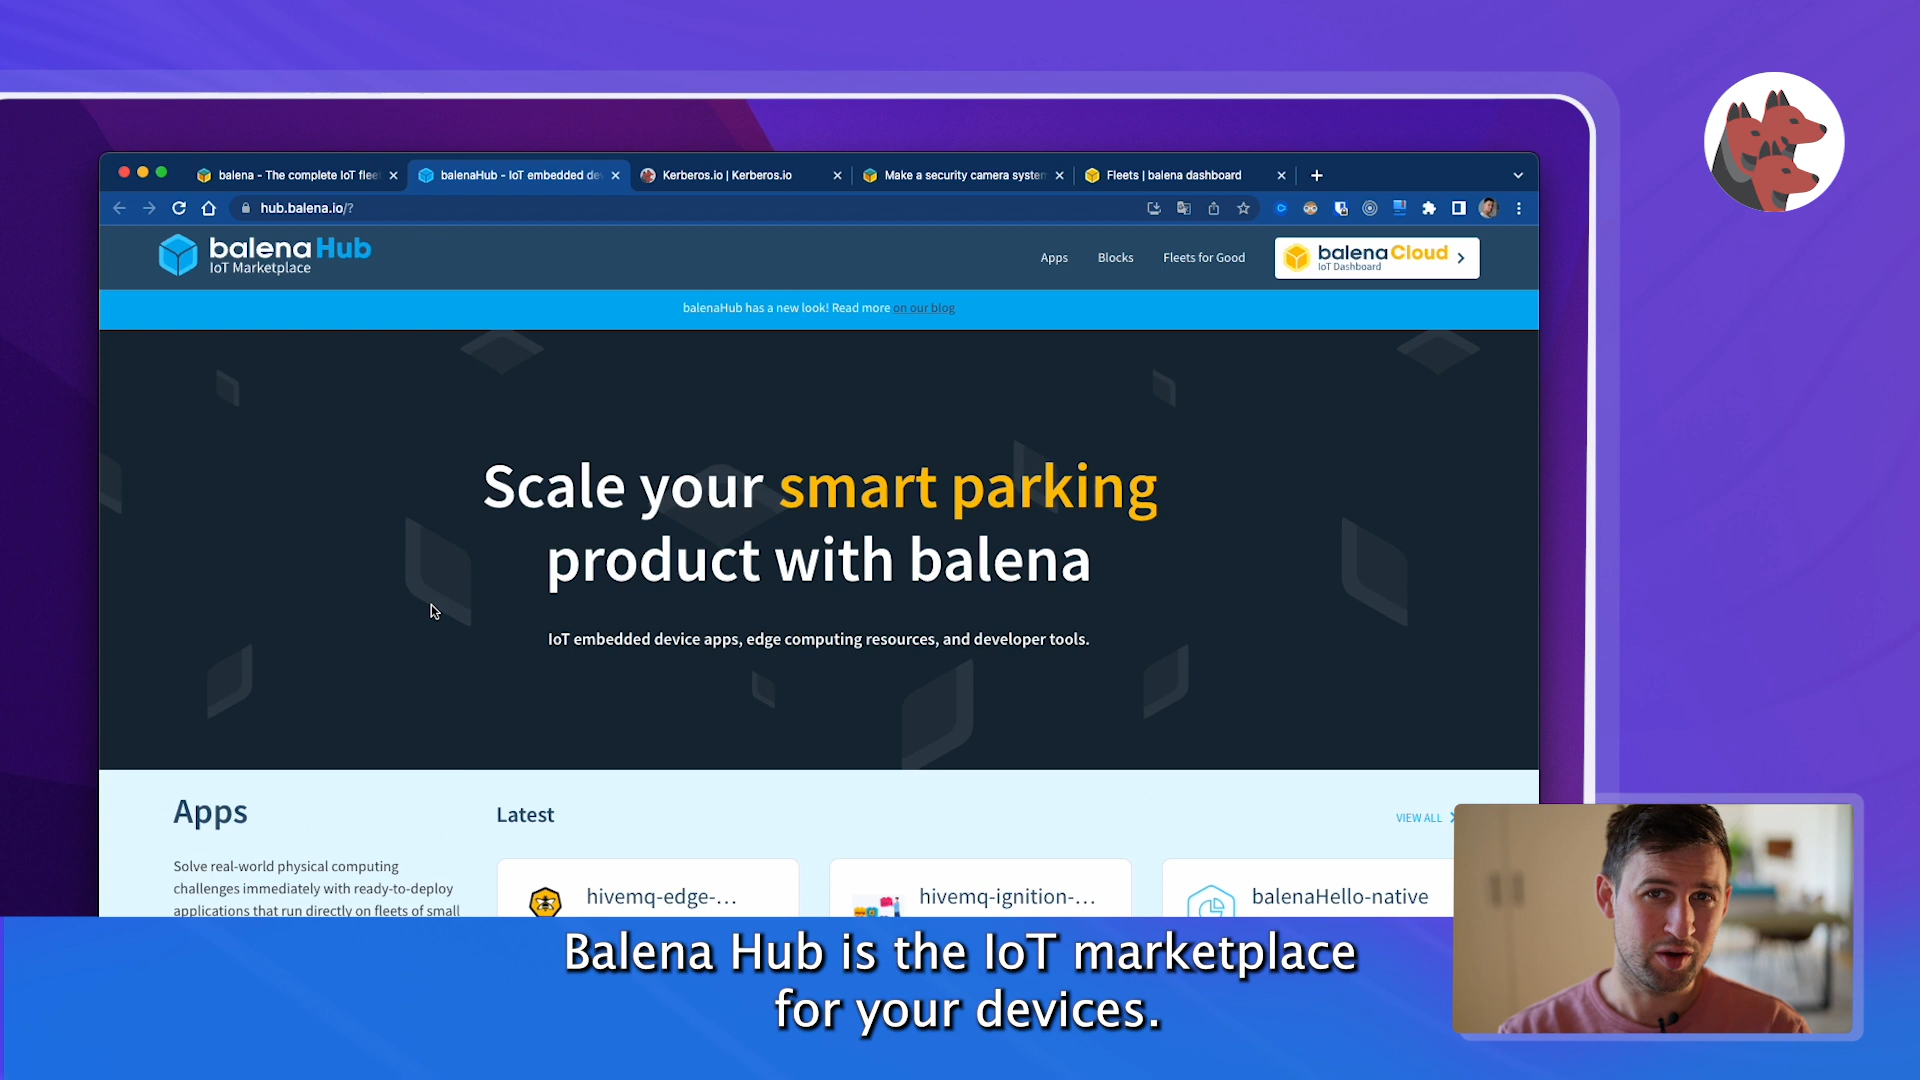 balena - The complete IoT flee
balenaHub - IoT embedded de
Kerberos.io | Kerberos.io
Make a security camera system
Fleets | balena dashboard
hub.balena.io/?
balenaHub
IoT Marketplace
Apps
Blocks
Fleets for Good
balenaCloud
IoT Dashboard
balenaHub has a new look! Read more on our blog
Scale your smart parking
product with balena
IoT embedded device apps, edge computing resources, and developer tools.
Apps
Latest
VIEW ALL
Solve real-world physical computing
challenges immediately with ready-to-deploy
applications that run directly on fleets of small
hivemq-edge-...
hivemq-ignition-...
balenaHello-native
Balena Hub is the IoT marketplace
for your devices.